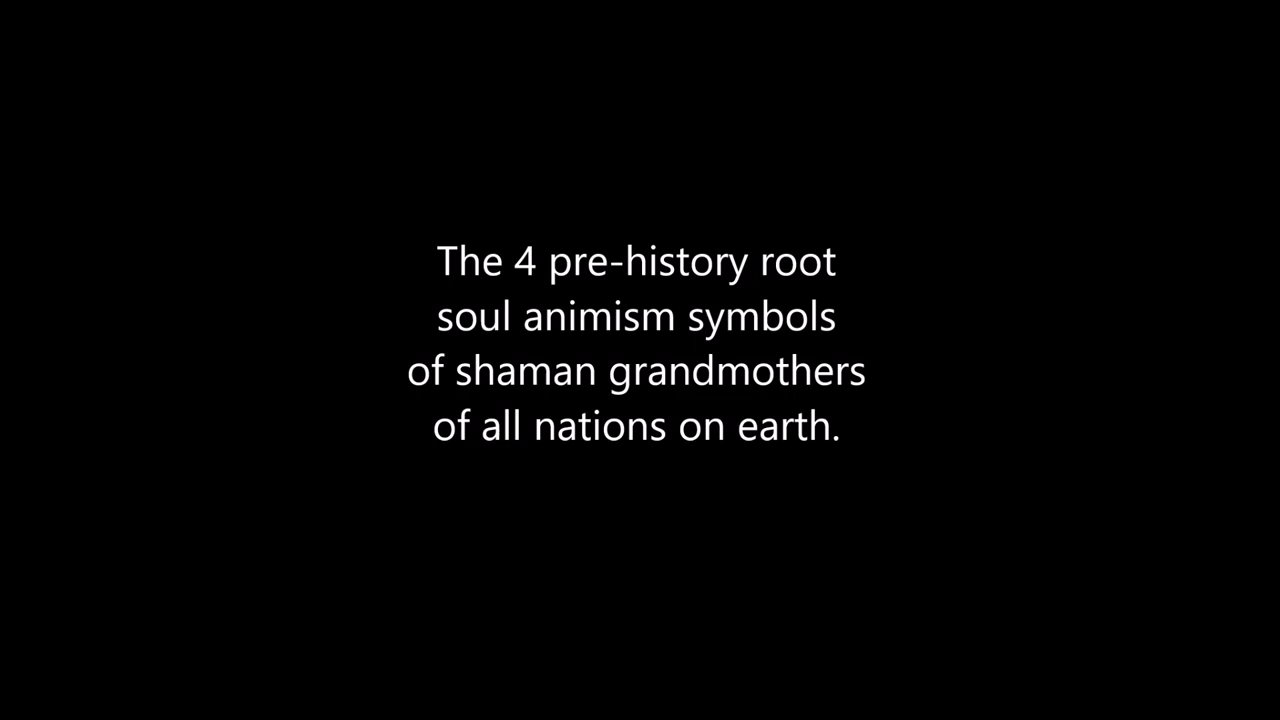 The 4 pre-history root
soul animism symbols
of shaman grandmothers
of all nations on earth.